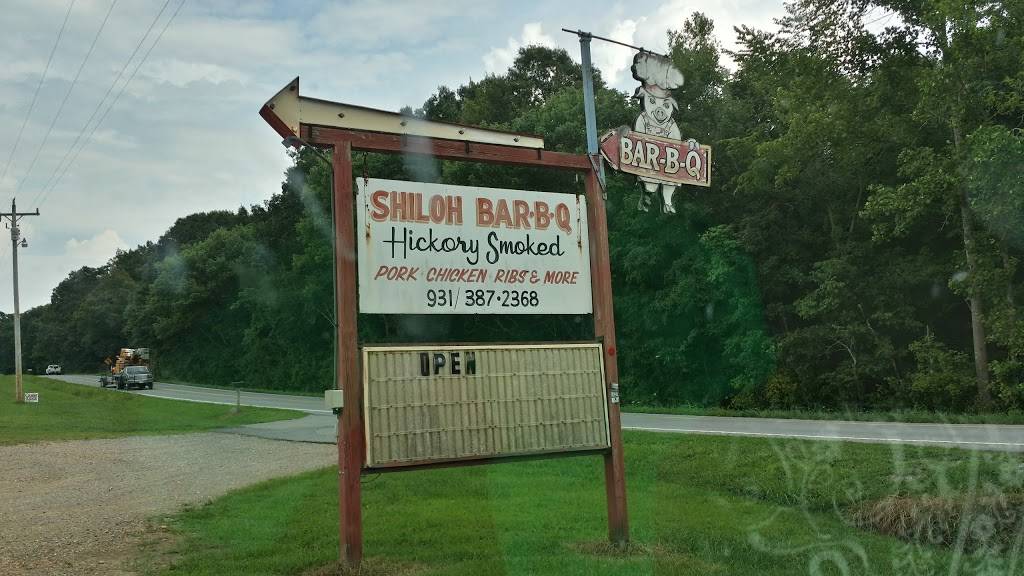 BAR-B-Q
SHILOH BAR·B·Q
Hickory Smoked
PORK · CHICKEN · RIBS & MORE
931/387·2368
OPEN